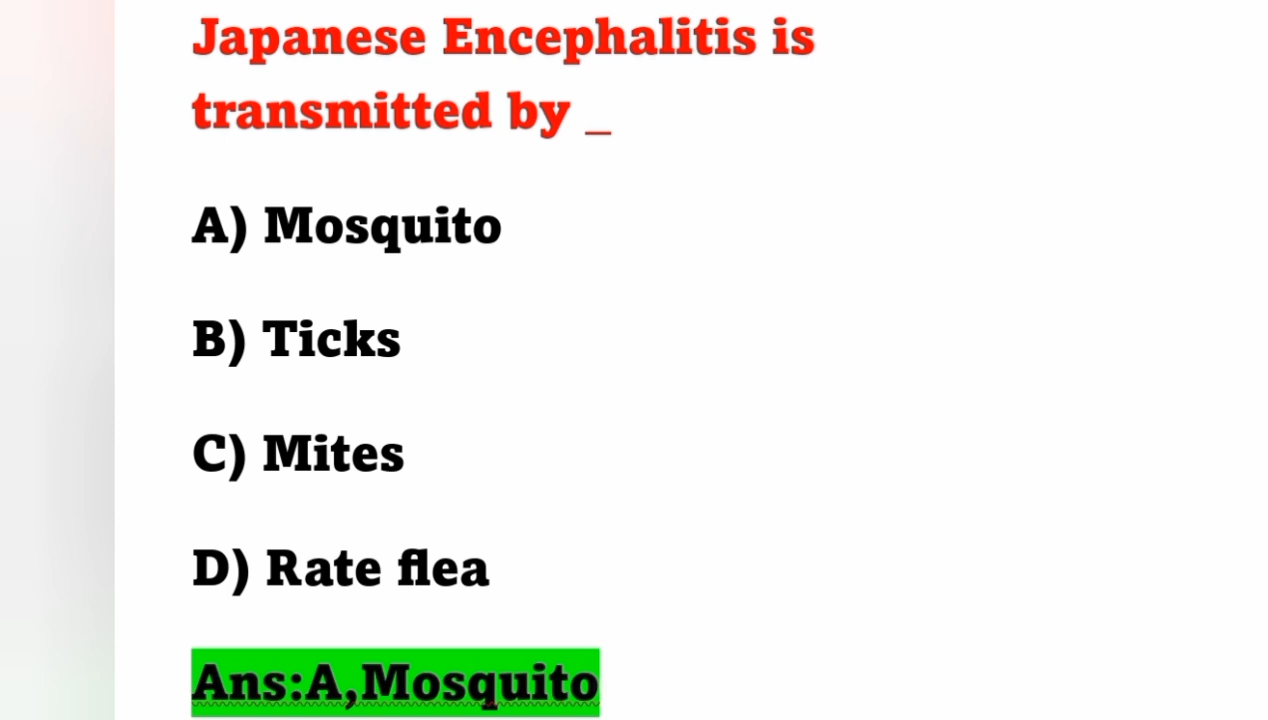 Japanese Encephalitis is
transmitted by _
A) Mosquito
B) Ticks
C) Mites
D) Rate flea
Ans:A,Mosquito